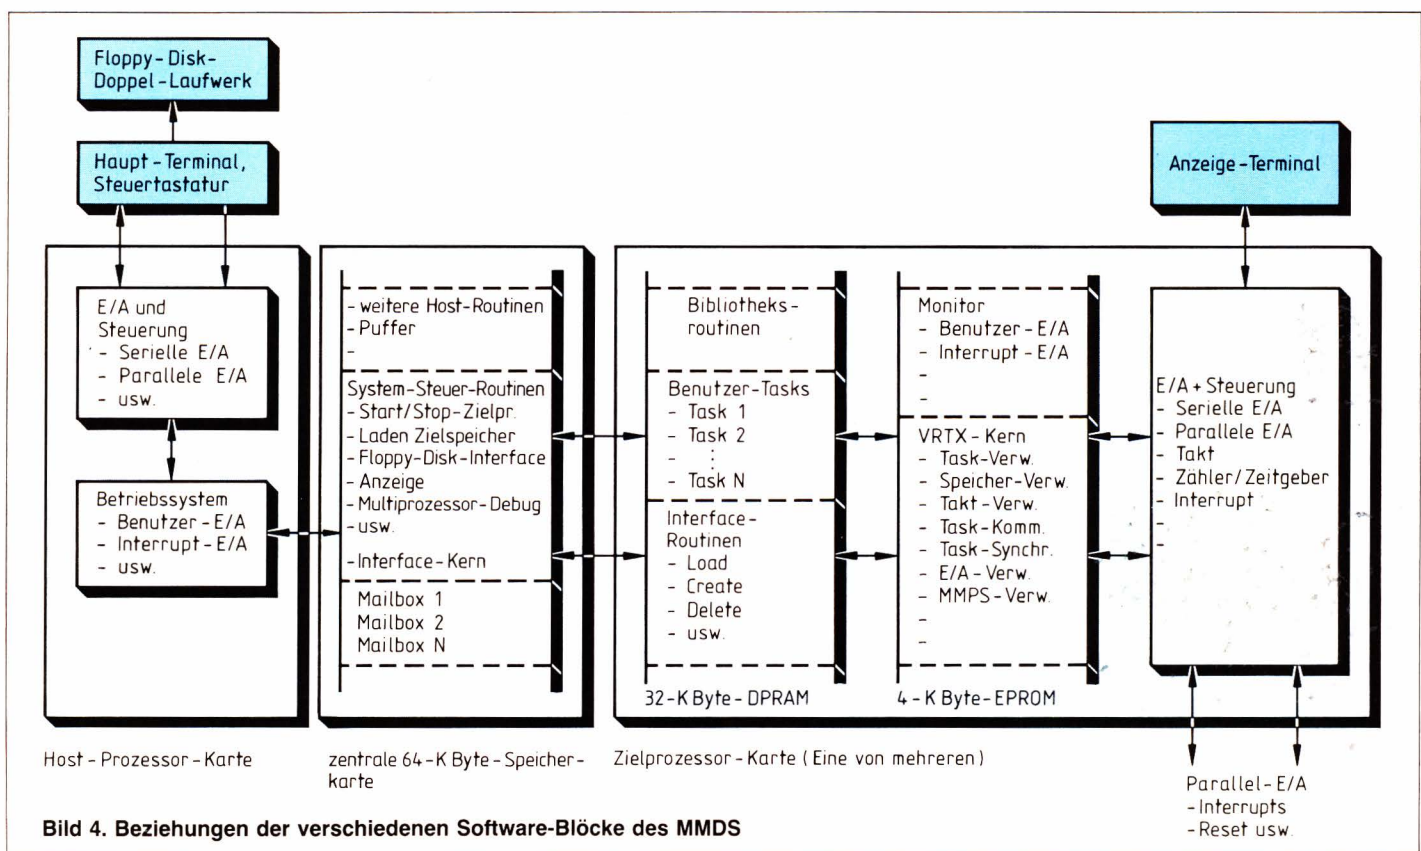 Floppy-Disk-
Doppel-Laufwerk
Haupt-Terminal,
Steuertastatur
Anzeige-Terminal
E/A und
Steuerung
- Serielle E/A
- Parallele E/A
- usw.
Betriebssystem
- Benutzer-E/A
- Interrupt-E/A
- usw.
Host-Prozessor-Karte
- weitere Host-Routinen
- Puffer
-
System-Steuer-Routinen
- Start/Stop-Zielpr.
- Laden Zielspeicher
- Floppy-Disk-Interface
- Anzeige
- Multiprozessor-Debug
- usw.
- Interface-Kern
Mailbox 1
Mailbox 2
Mailbox N
zentrale 64-K Byte-Speicher-
karte
Bibliotheks-
routinen
Benutzer-Tasks
- Task 1
- Task 2
- ⋮
- Task N
Interface-
Routinen
- Load
- Create
- Delete
- usw.
32-K Byte-DPRAM
Monitor
- Benutzer-E/A
- Interrupt-E/A
-
-
VRTX-Kern
- Task-Verw.
- Speicher-Verw.
- Takt-Verw.
- Task-Komm.
- Task-Synchr.
- E/A-Verw.
- MMPS-Verw.
-
-
4-K Byte-EPROM
E/A + Steuerung
- Serielle E/A
- Parallele E/A
- Takt
- Zähler/Zeitgeber
- Interrupt
-
-
Zielprozessor-Karte (Eine von mehreren)
Parallel-E/A
- Interrupts
- Reset usw.
Bild 4. Beziehungen der verschiedenen Software-Blöcke des MMDS